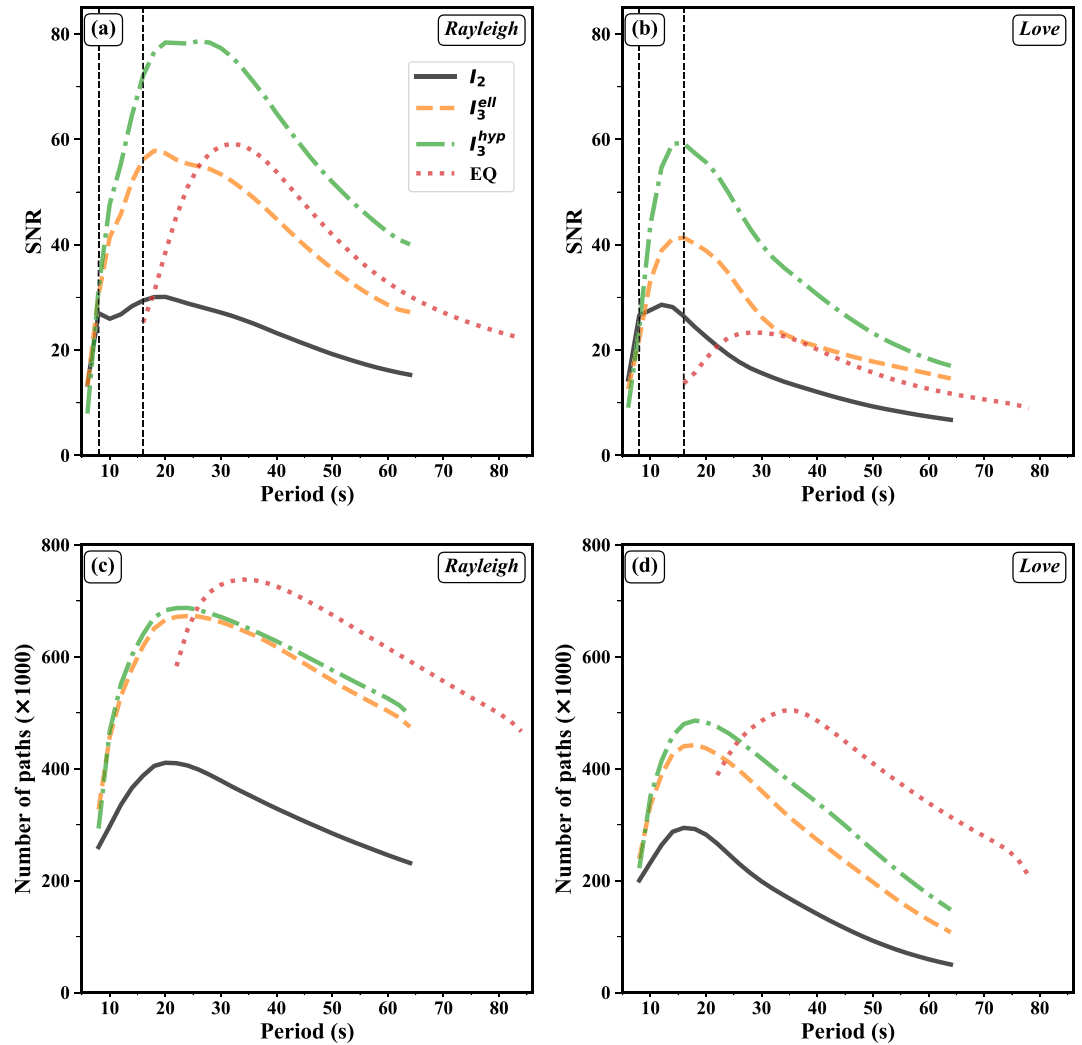 (a) Rayleigh
80
60
40
20
0
SNR
I₂
I₃ᵉˡˡ
I₃ʰʸᵖ
EQ
10 20 30 40 50 60 70 80
Period (s)
(b) Love
80
60
40
20
0
SNR
10 20 30 40 50 60 70 80
Period (s)
(c) Rayleigh
800
600
400
200
0
Number of paths (×1000)
10 20 30 40 50 60 70 80
Period (s)
(d) Love
800
600
400
200
0
Number of paths (×1000)
10 20 30 40 50 60 70 80
Period (s)